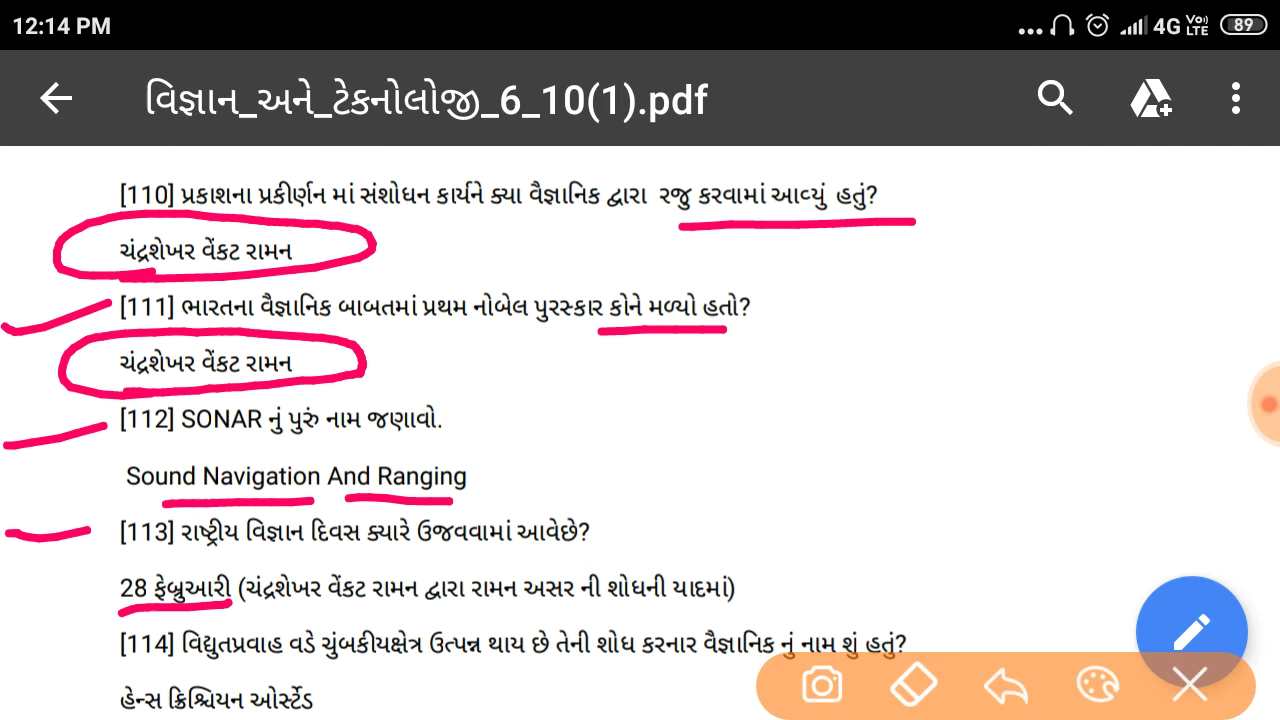 12:14 PM
4G Vo) LTE 89
વિજ્ઞાન_અને_ટેકનોલોજી_6_10(1).pdf
[110] પ્રકાશના પ્રકીર્ણન માં સંશોધન કાર્યને ક્યા વૈજ્ઞાનિક દ્વારા રજુ કરવામાં આવ્યું હતું?
ચંદ્રશેખર વેંકટ રામન
[111] ભારતના વૈજ્ઞાનિક બાબતમાં પ્રથમ નોબેલ પુરસ્કાર કોને મળ્યો હતો?
ચંદ્રશેખર વેંકટ રામન
[112] SONAR નું પુરું નામ જણાવો.
Sound Navigation And Ranging
[113] રાષ્ટ્રીય વિજ્ઞાન દિવસ ક્યારે ઉજવવામાં આવેછે?
28 ફેબ્રુઆરી (ચંદ્રશેખર વેંકટ રામન દ્વારા રામન અસર ની શોધની યાદમાં)
[114] વિદ્યુતપ્રવાહ વડે ચુંબકીયક્ષેત્ર ઉત્પન્ન થાય છે તેની શોધ કરનાર વૈજ્ઞાનિક નું નામ શું હતું?
હેન્સ ક્રિશ્ચિયન ઓર્સ્ટેડ